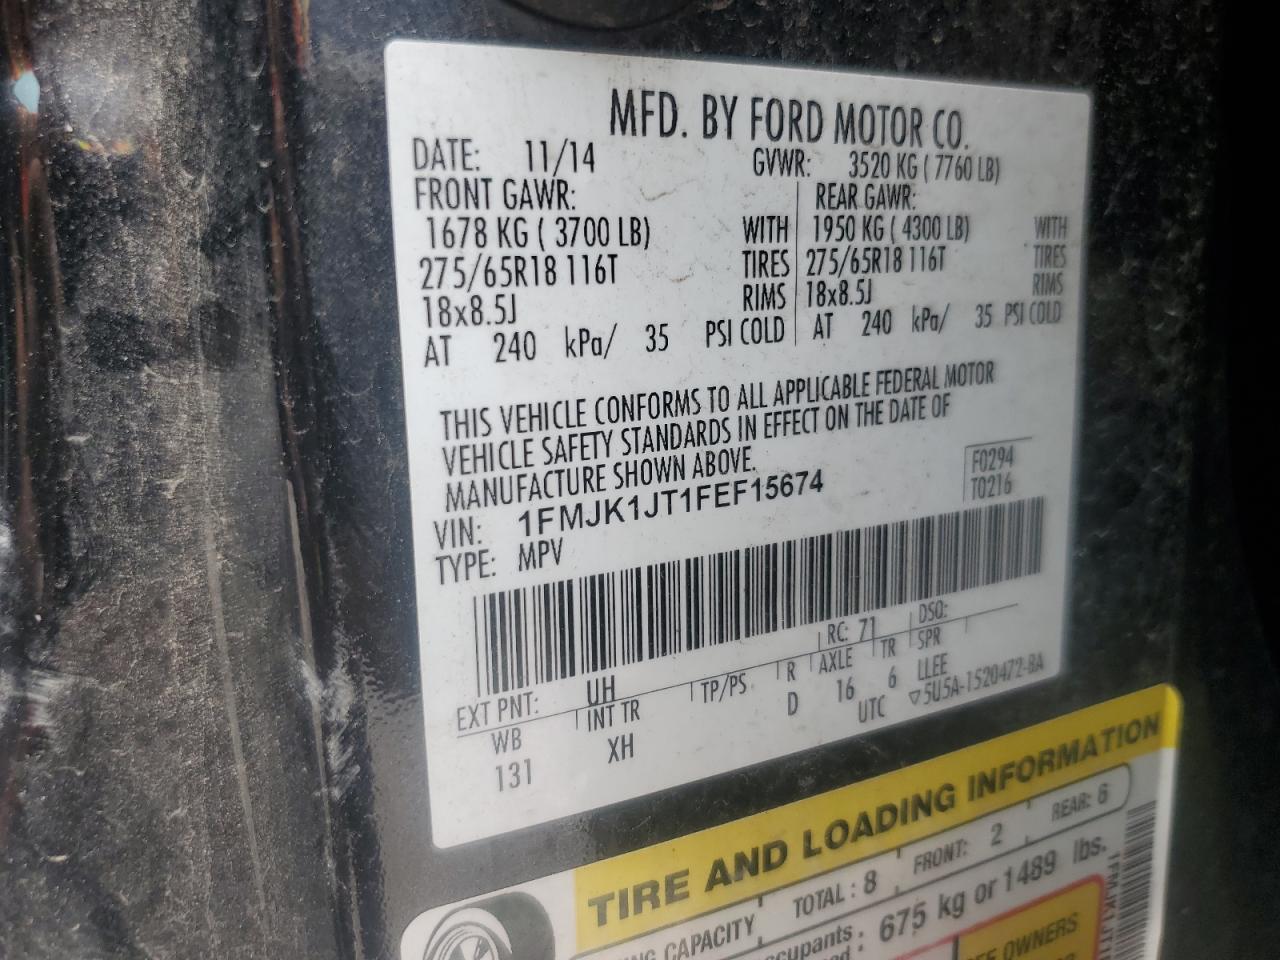 MFD. BY FORD MOTOR CO.
DATE: 11/14 GVWR: 3520 KG ( 7760 LB)
FRONT GAWR: REAR GAWR:
1678 KG ( 3700 LB) WITH 1950 KG ( 4300 LB) WITH
275/65R18 116T TIRES 275/65R18 116T TIRES
18x8.5J RIMS 18x8.5J RIMS
AT 240 kPa/ 35 PSI COLD AT 240 kPa/ 35 PSI COLD
THIS VEHICLE CONFORMS TO ALL APPLICABLE FEDERAL MOTOR
VEHICLE SAFETY STANDARDS IN EFFECT ON THE DATE OF
MANUFACTURE SHOWN ABOVE.
F0294
T0216
VIN: 1FMJK1JT1FEF15674
TYPE: MPV
EXT PNT: UH RC: 71 DSO:
WB INT TR TP/PS R AXLE TR SPR
131 XH D 16 6 LLEE
UTC ▽5U5A-1520472-BA
TIRE AND LOADING INFORMATION
CAPACITY TOTAL : 8 FRONT: 2 REAR: 6
675 kg or 1489 lbs.
OWNERS